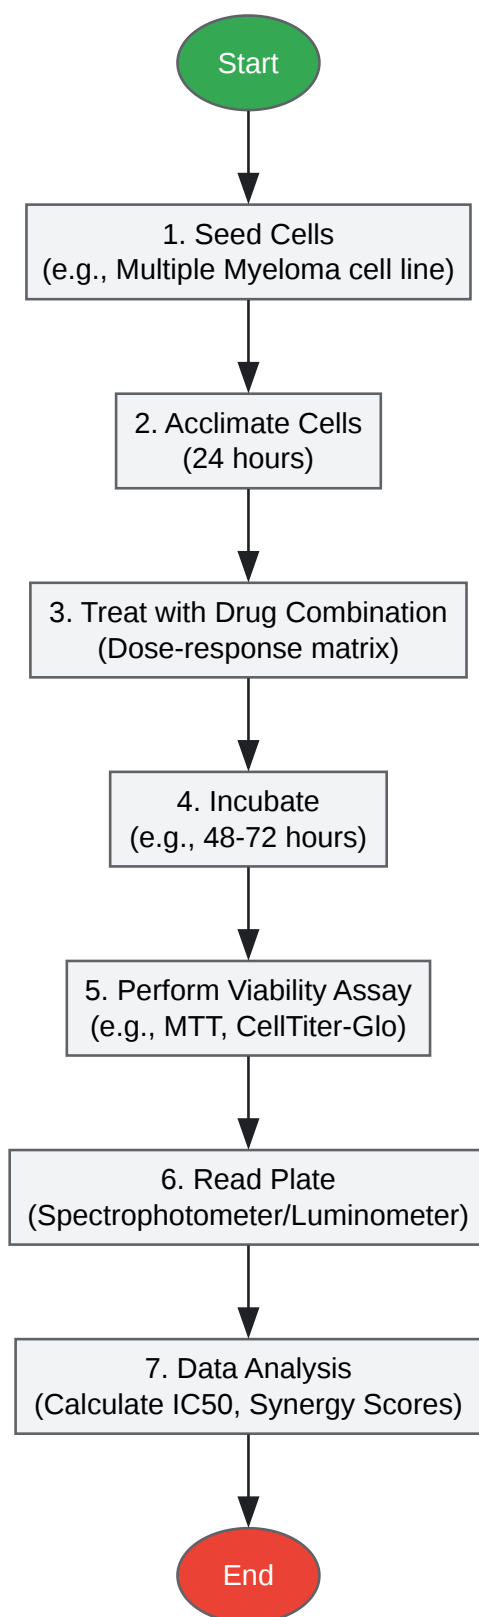 Start
1. Seed Cells
(e.g., Multiple Myeloma cell line)
2. Acclimate Cells
(24 hours)
3. Treat with Drug Combination
(Dose-response matrix)
4. Incubate
(e.g., 48-72 hours)
5. Perform Viability Assay
(e.g., MTT, CellTiter-Glo)
6. Read Plate
(Spectrophotometer/Luminometer)
7. Data Analysis
(Calculate IC50, Synergy Scores)
End